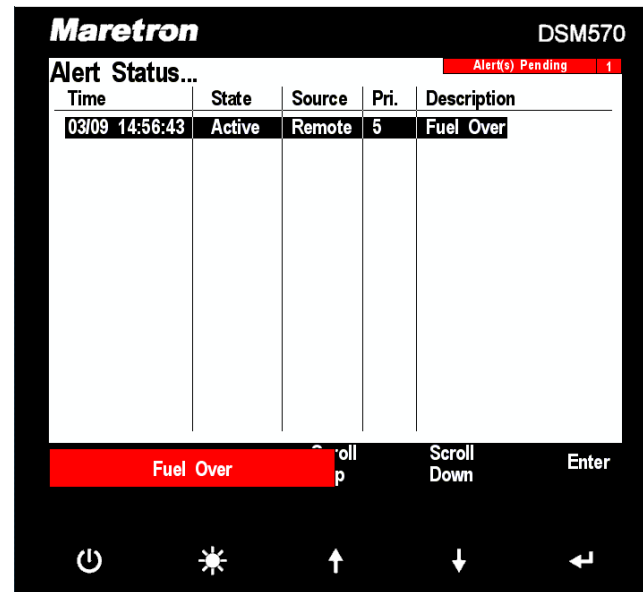 Maretron
DSM570
Alert Status...
Alert(s) Pending 1
Time State Source Pri. Description
03/09 14:56:43 Active Remote 5 Fuel Over
Fuel Over
Scroll
Down
Enter